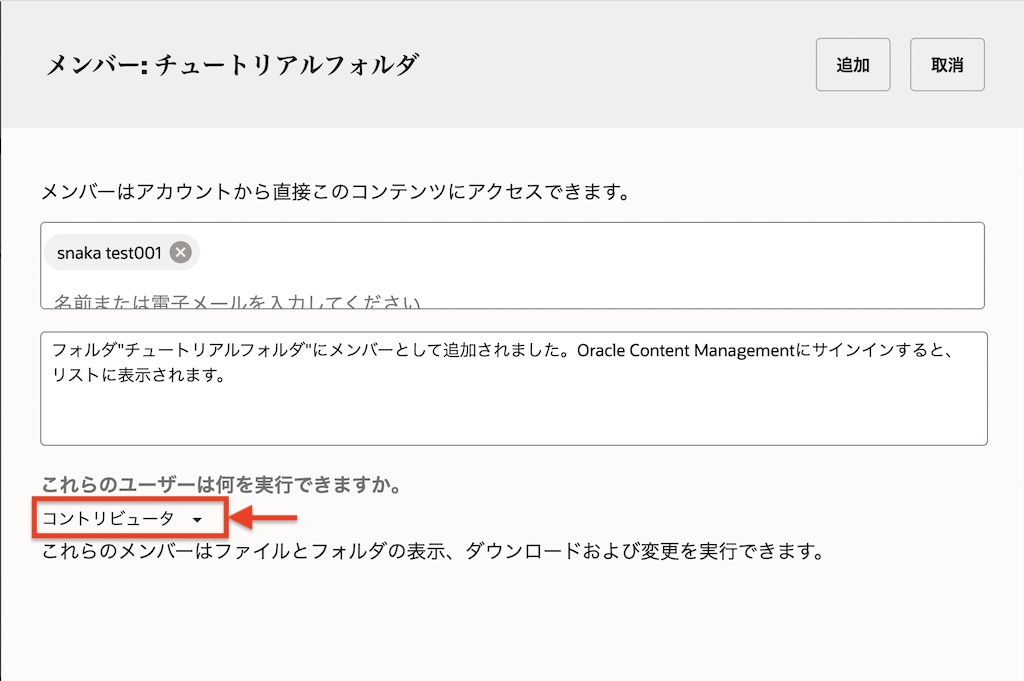 メンバー: チュートリアルフォルダ
追加
取消
メンバーはアカウントから直接このコンテンツにアクセスできます。
snaka test001
名前または電子メールを入力してください
フォルダ"チュートリアルフォルダ"にメンバーとして追加されました。Oracle Content Managementにサインインすると、
リストに表示されます。
これらのユーザーは何を実行できますか。
コントリビュータ
これらのメンバーはファイルとフォルダの表示、ダウンロードおよび変更を実行できます。